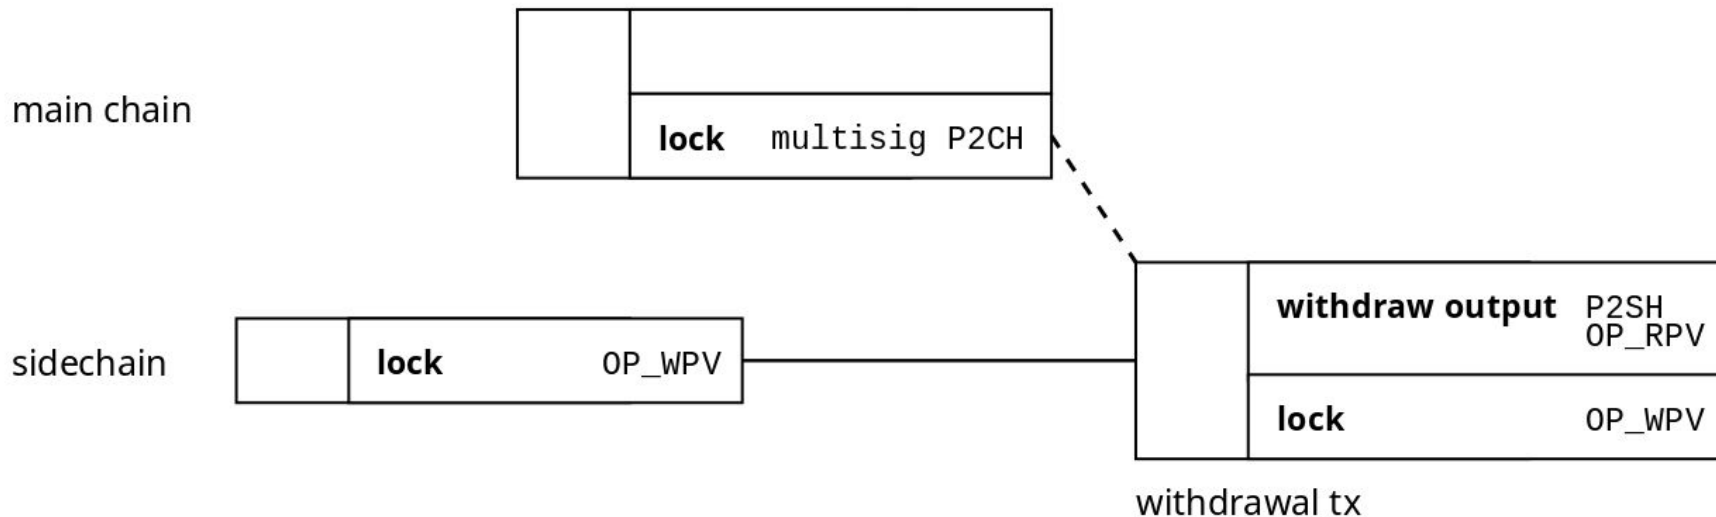 main chain
lock multisig P2CH
withdraw output P2SH
OP_RPV
sidechain
lock OP_WPV
lock OP_WPV
withdrawal tx